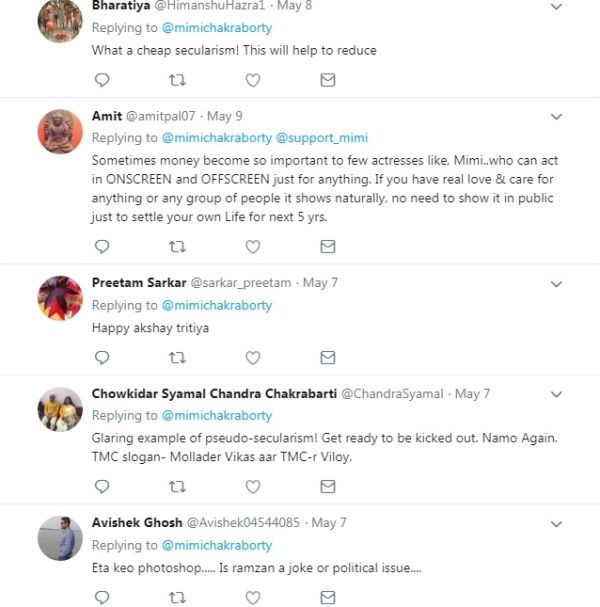 Bharatiya @HimanshuHazra1 · May 8
Replying to @mimichakraborty
What a cheap secularism! This will help to reduce
Amit @amitpal07 · May 9
Replying to @mimichakraborty @support_mimi
Sometimes money become so important to few actresses like, Mimi..who can act
in ONSCREEN and OFFSCREEN just for anything. If you have real love & care for
anything or any group of people it shows naturally, no need to show it in public
just to settle your own Life for next 5 yrs.
Preetam Sarkar @sarkar_preetam · May 7
Replying to @mimichakraborty
Happy akshay tritiya
Chowkidar Syamal Chandra Chakrabarti @ChandraSyamal · May 7
Replying to @mimichakraborty
Glaring example of pseudo-secularism! Get ready to be kicked out. Namo Again.
TMC slogan- Mollader Vikas aar TMC-r Viloy.
Avishek Ghosh @Avishek04544085 · May 7
Replying to @mimichakraborty
Eta keo photoshop..... Is ramzan a joke or political issue....